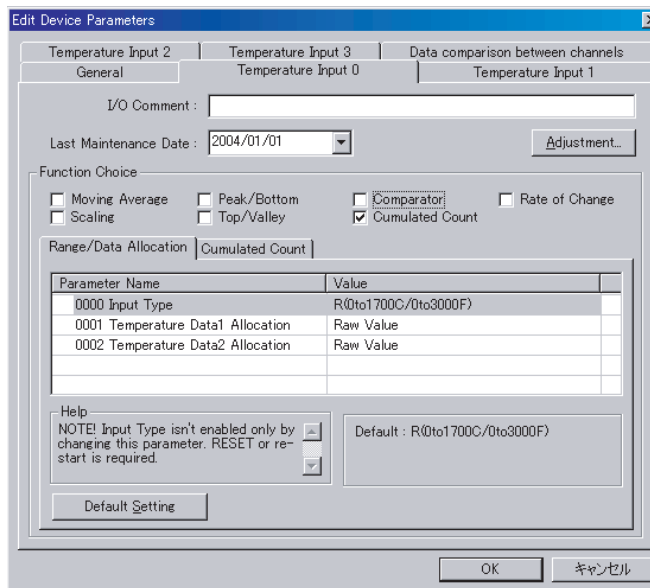 Edit Device Parameters
Temperature Input 2 Temperature Input 3 Data comparison between channels
General Temperature Input 0 Temperature Input 1
I/O Comment :
Last Maintenance Date : 2004/01/01 Adjustment...
Function Choice
Moving Average Peak/Bottom Comparator Rate of Change
Scaling Top/Valley Cumulated Count
Range/Data Allocation Cumulated Count
Parameter Name Value
0000 Input Type R(0to1700C/0to3000F)
0001 Temperature Data1 Allocation Raw Value
0002 Temperature Data2 Allocation Raw Value
Help
NOTE! Input Type isn't enabled only by
changing this parameter. RESET or re-
start is required.
Default : R(0to1700C/0to3000F)
Default Setting
OK キャンセル